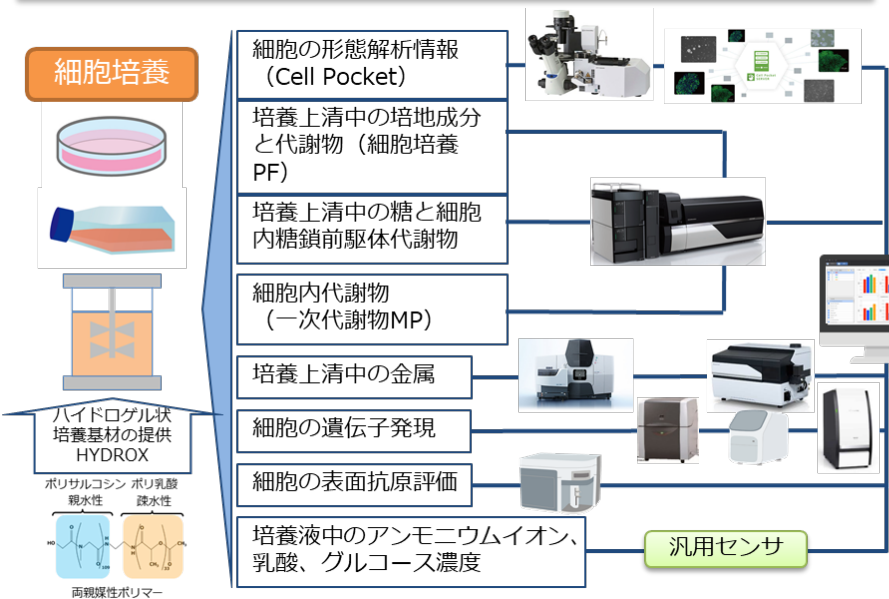 細胞培養
細胞の形態解析情報
（Cell Pocket）
培養上清中の培地成分
と代謝物（細胞培養
PF）
培養上清中の糖と細胞
内糖鎖前駆体代謝物
細胞内代謝物
（一次代謝物MP）
培養上清中の金属
細胞の遺伝子発現
細胞の表面抗原評価
培養液中のアンモニウムイオン、
乳酸、グルコース濃度
汎用センサ
ハイドロゲル状
培養基材の提供
HYDROX
ポリサルコシン
親水性
ポリ乳酸
疎水性
両親媒性ポリマー